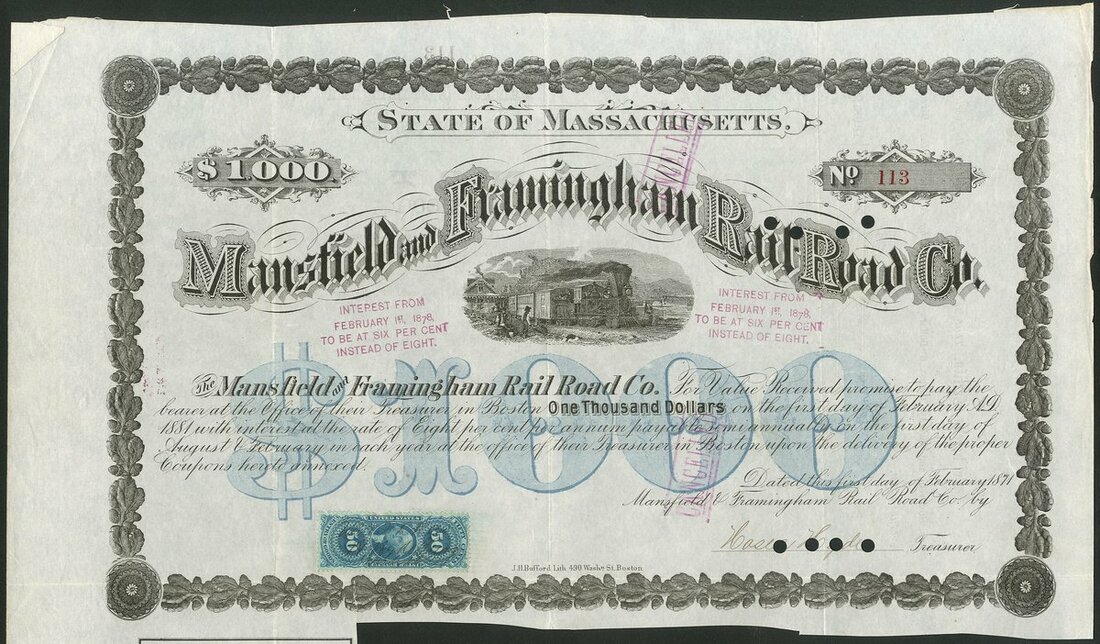 STATE OF MASSACHUSETTS.
$1,000.
No. 113
Mansfield and Framingham Rail Road Co.
INTEREST FROM
FEBRUARY 1ST, 1878,
TO BE AT SIX PER CENT
INSTEAD OF EIGHT.
INTEREST FROM
FEBRUARY 1ST, 1878,
TO BE AT SIX PER CENT
INSTEAD OF EIGHT.
$1000
The Mansfield and Framingham Rail Road Co. For Value Received promise to pay the
bearer at the Office of their Treasurer in Boston One Thousand Dollars on the first day of February A.D.
1881 with interest at the rate of Eight per cent per annum payable semi annually on the first day of
August & February in each year at the office of their Treasurer in Boston upon the delivery of the proper
Coupons hereto annexed.
Dated this first day of February 1871
Mansfield & Framingham Rail Road Co. by
Treasurer
CANCELLED
CANCELLED
50 UNITED STATES 50
J.H. Bufford Lith. 490 Washn. St. Boston